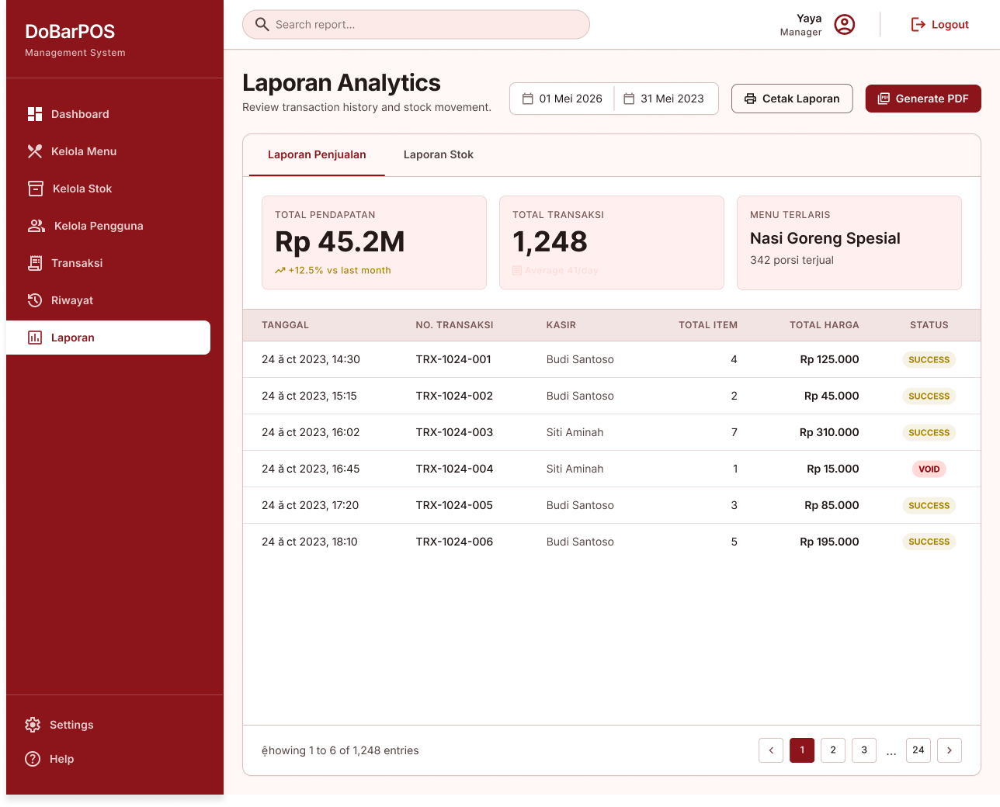 DoBarPOS
Management System
Dashboard
Kelola Menu
Kelola Stok
Kelola Pengguna
Transaksi
Riwayat
Laporan
Settings
Help
Search report...
Yaya
Manager
Logout
Laporan Analytics
Review transaction history and stock movement.
01 Mei 2026
31 Mei 2023
Cetak Laporan
Generate PDF
Laporan Penjualan
Laporan Stok
TOTAL PENDAPATAN
Rp 45.2M
+12.5% vs last month
TOTAL TRANSAKSI
1,248
Average 41/day
MENU TERLARIS
Nasi Goreng Spesial
342 porsi terjual
TANGGAL NO. TRANSAKSI KASIR TOTAL ITEM TOTAL HARGA STATUS
24 ă ct 2023, 14:30 TRX-1024-001 Budi Santoso 4 Rp 125.000 SUCCESS
24 ă ct 2023, 15:15 TRX-1024-002 Budi Santoso 2 Rp 45.000 SUCCESS
24 ă ct 2023, 16:02 TRX-1024-003 Siti Aminah 7 Rp 310.000 SUCCESS
24 ă ct 2023, 16:45 TRX-1024-004 Siti Aminah 1 Rp 15.000 VOID
24 ă ct 2023, 17:20 TRX-1024-005 Budi Santoso 3 Rp 85.000 SUCCESS
24 ă ct 2023, 18:10 TRX-1024-006 Budi Santoso 5 Rp 195.000 SUCCESS
ệhowing 1 to 6 of 1,248 entries
1 2 3 ... 24